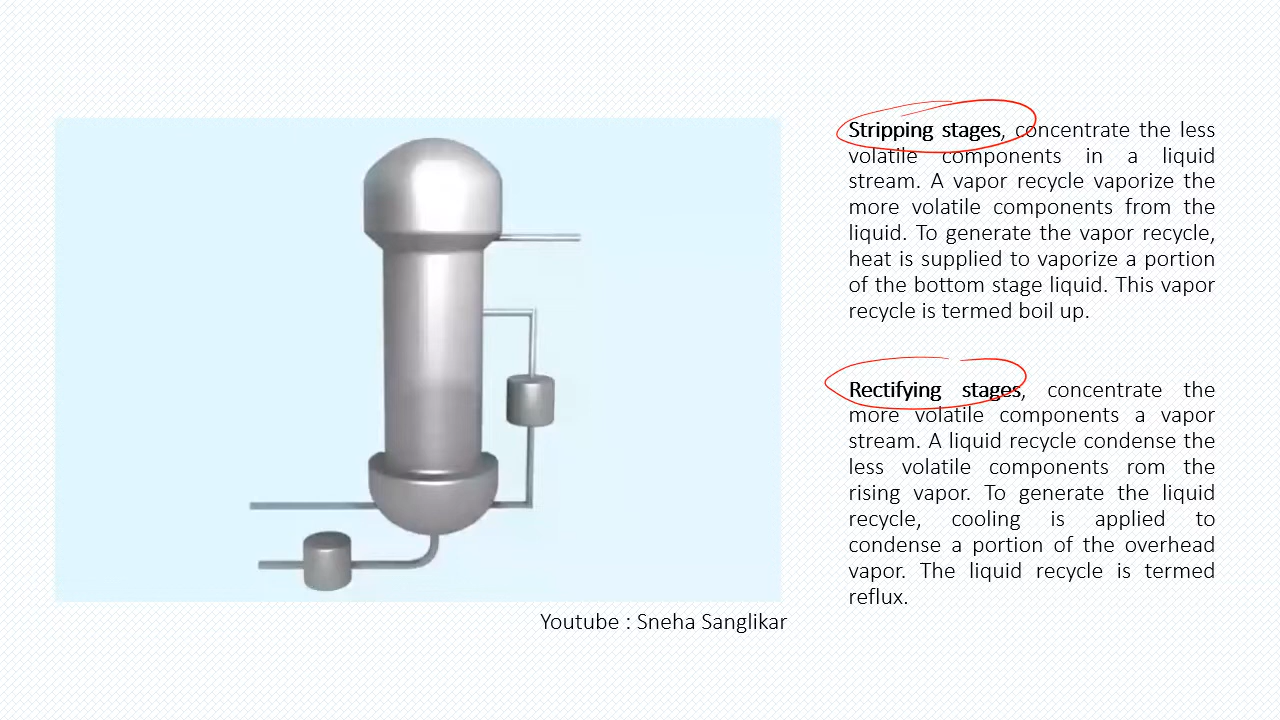 Stripping stages, concentrate the less
volatile components in a liquid
stream. A vapor recycle vaporize the
more volatile components from the
liquid. To generate the vapor recycle,
heat is supplied to vaporize a portion
of the bottom stage liquid. This vapor
recycle is termed boil up.
Rectifying stages, concentrate the
more volatile components a vapor
stream. A liquid recycle condense the
less volatile components rom the
rising vapor. To generate the liquid
recycle, cooling is applied to
condense a portion of the overhead
vapor. The liquid recycle is termed
reflux.
Youtube : Sneha Sanglikar